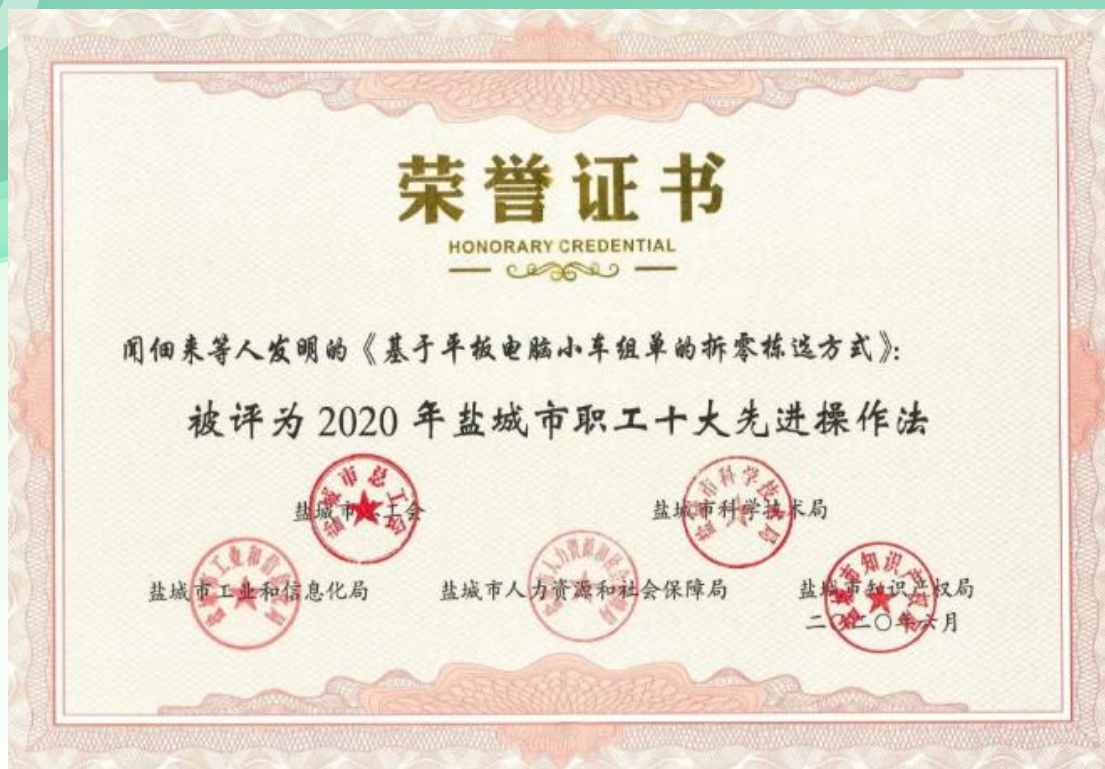 荣誉证书
HONORARY CREDENTIAL
闻佃来等人发明的《基于平板电脑小车组单的拆零拣选方式》:
被评为2020年盐城市职工十大先进操作法
盐城市总工会
盐城市科学技术局
盐城市工业和信息化局
盐城市人力资源和社会保障局
盐城市知识产权局
二〇二〇年六月